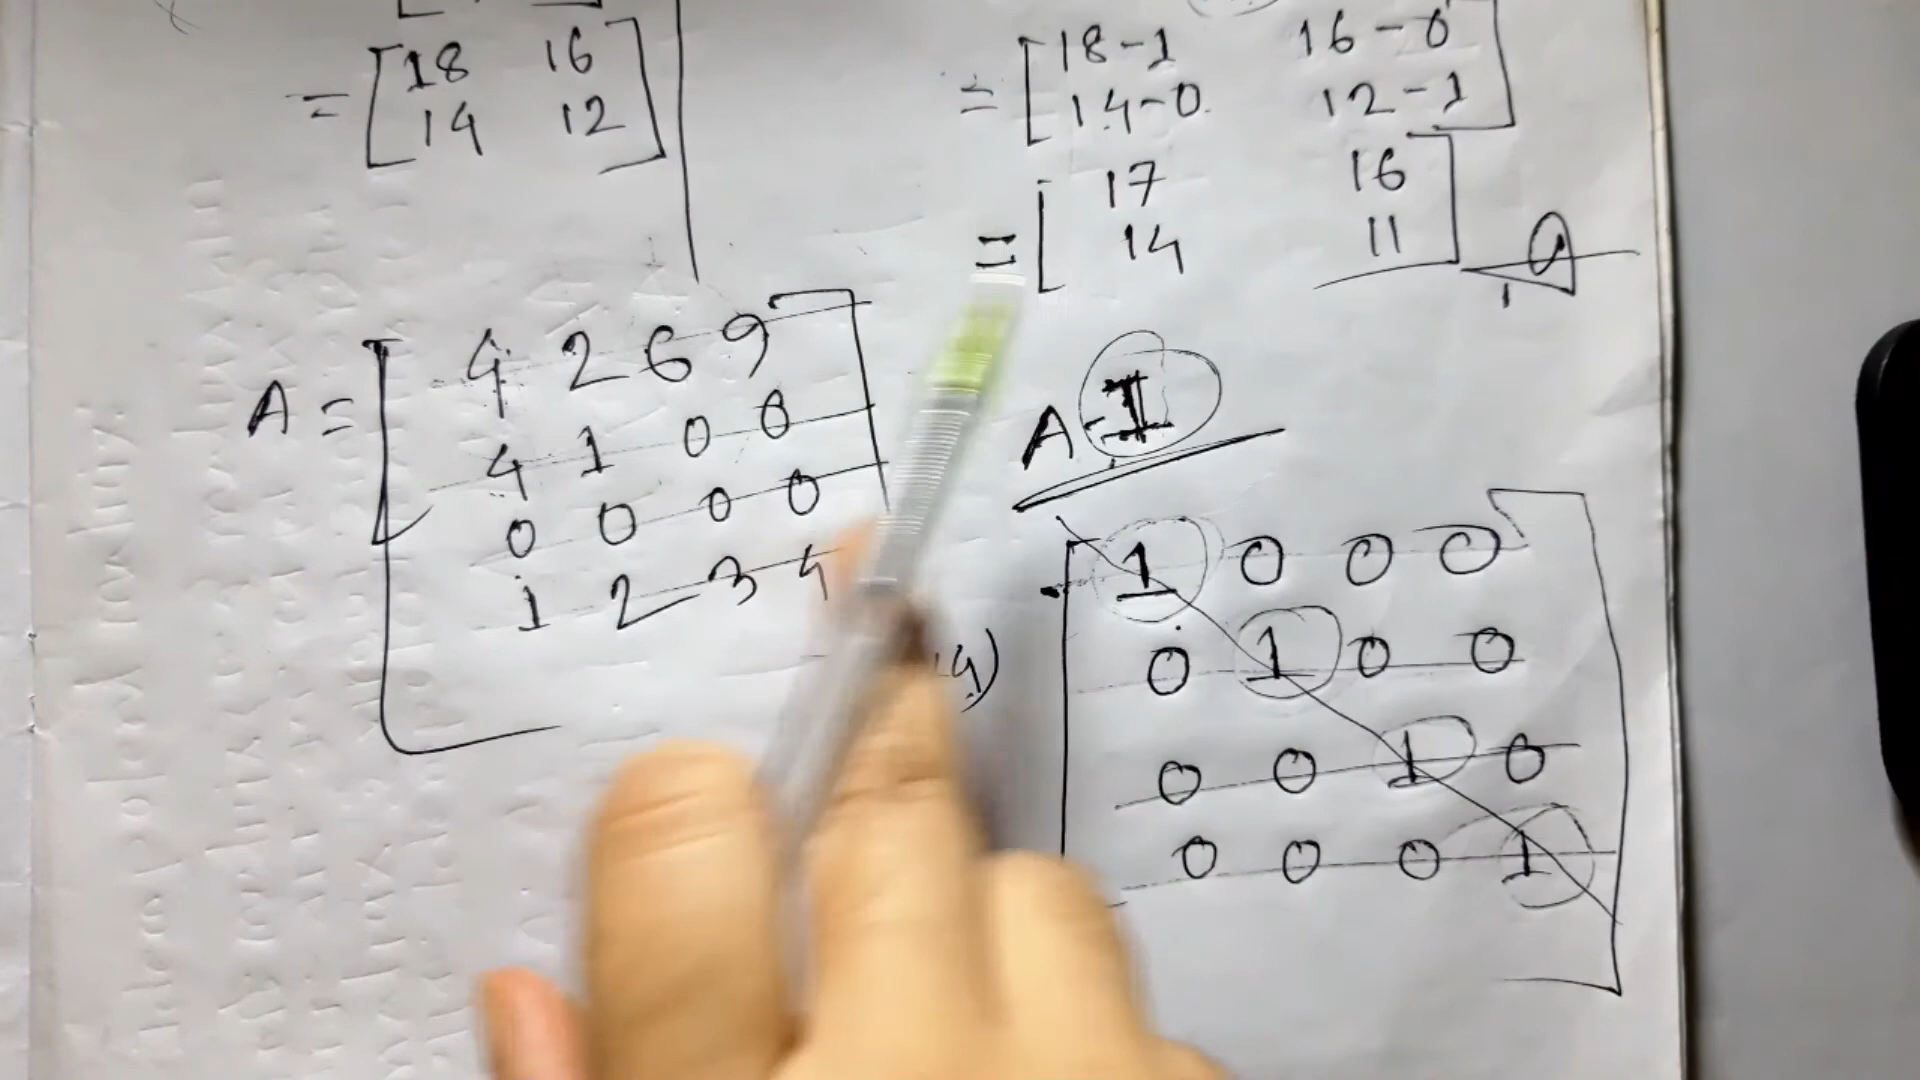 = [ 18 16
14 12 ]
= [ 18-1 16-0
14-0 12-1 ]
= [ 17 16
14 11 ]
A = [ 4 2 6 9
4 1 0 0
0 0 0 0
1 2 3 4
A-I
4)
[ 1 0 0 0
0 1 0 0
0 0 1 0
0 0 0 1 ]